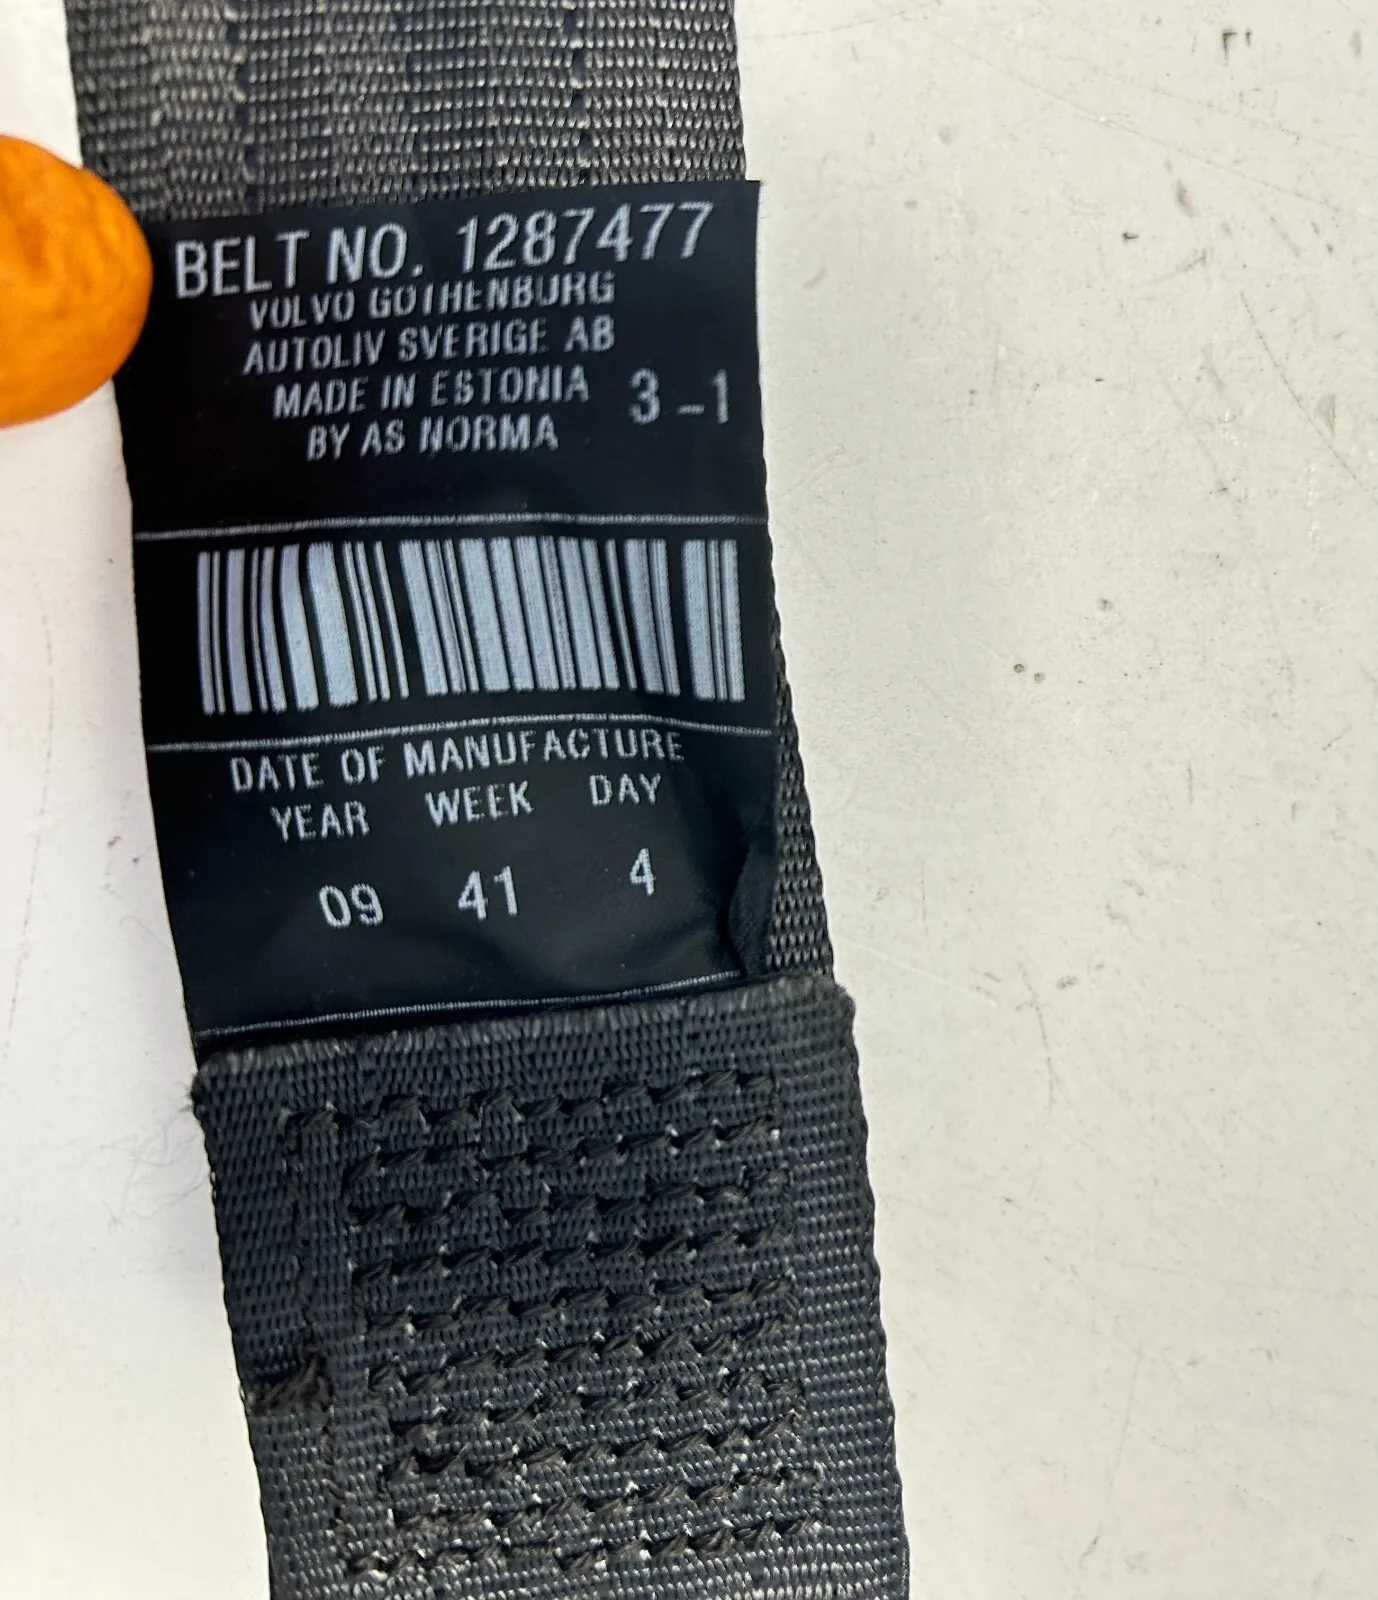 BELT NO. 1287477
VOLVO GOTHENBURG
AUTOLIV SVERIGE AB
MADE IN ESTONIA 3-1
BY AS NORMA
DATE OF MANUFACTURE
YEAR WEEK DAY
09 41 4